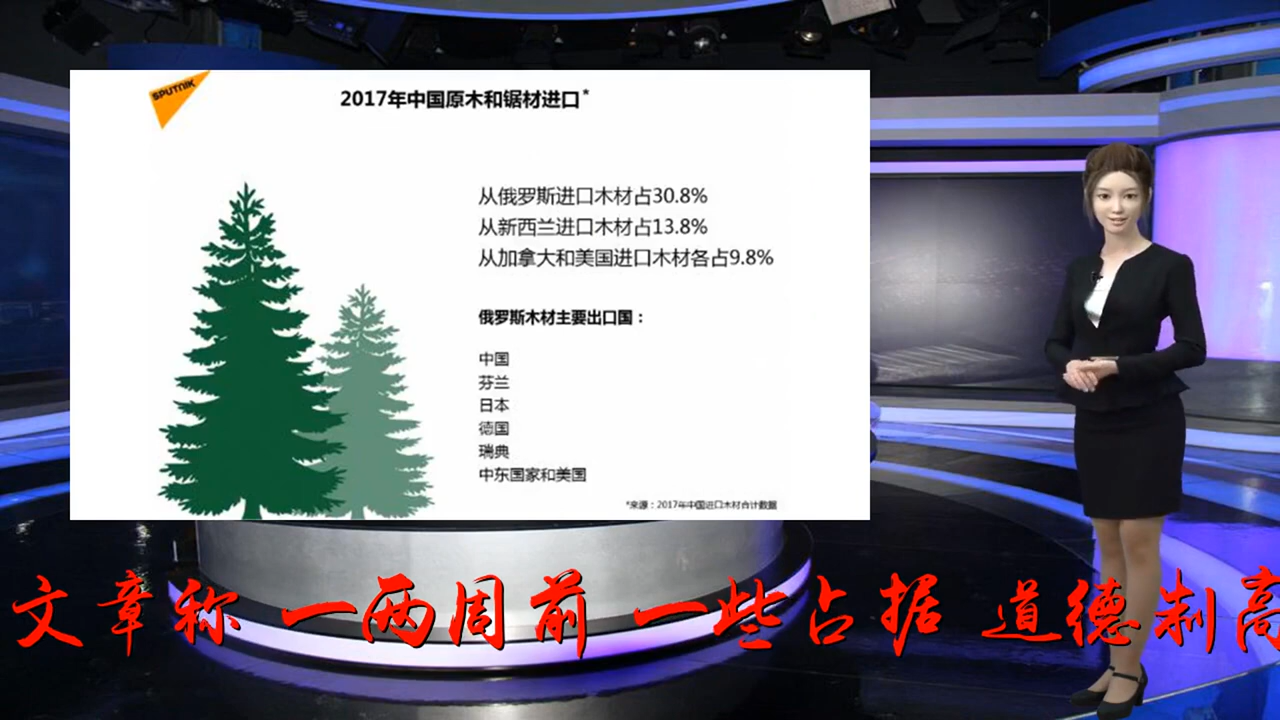 SPUTNIK
2017年中国原木和锯材进口*
从俄罗斯进口木材占30.8%
从新西兰进口木材占13.8%
从加拿大和美国进口木材各占9.8%
俄罗斯木材主要出口国：
中国
芬兰
日本
德国
瑞典
中东国家和美国
*来源：2017年中国进口木材合计数据
文章称 一两周前 一些占据 道德制高